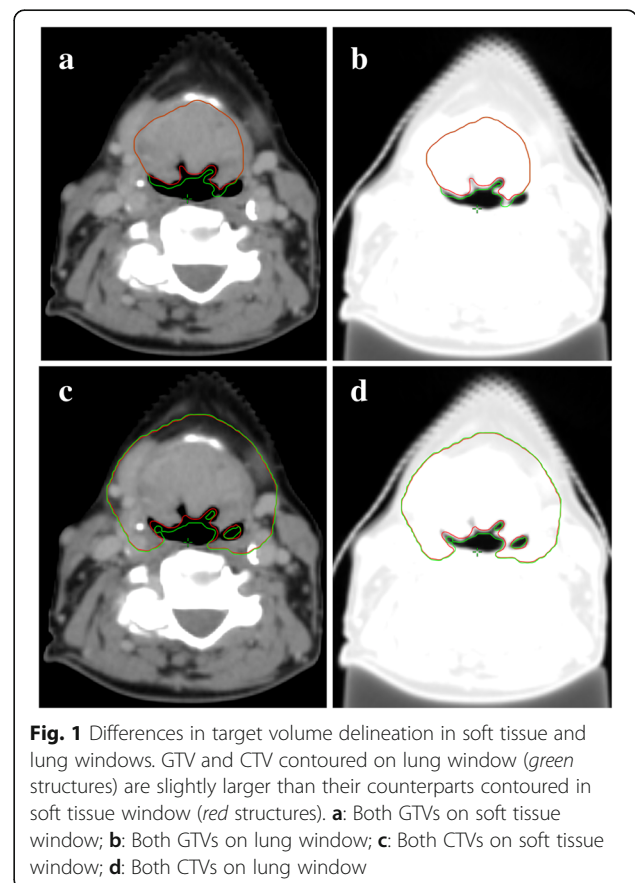 a
b
c
d
Fig. 1 Differences in target volume delineation in soft tissue and
lung windows. GTV and CTV contoured on lung window (green
structures) are slightly larger than their counterparts contoured in
soft tissue window (red structures). a: Both GTVs on soft tissue
window; b: Both GTVs on lung window; c: Both CTVs on soft tissue
window; d: Both CTVs on lung window